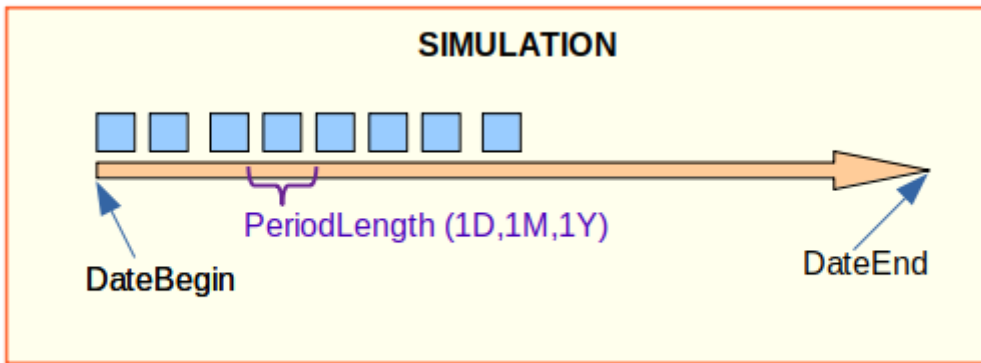 SIMULATION
PeriodLength (1D,1M,1Y)
DateBegin
DateEnd